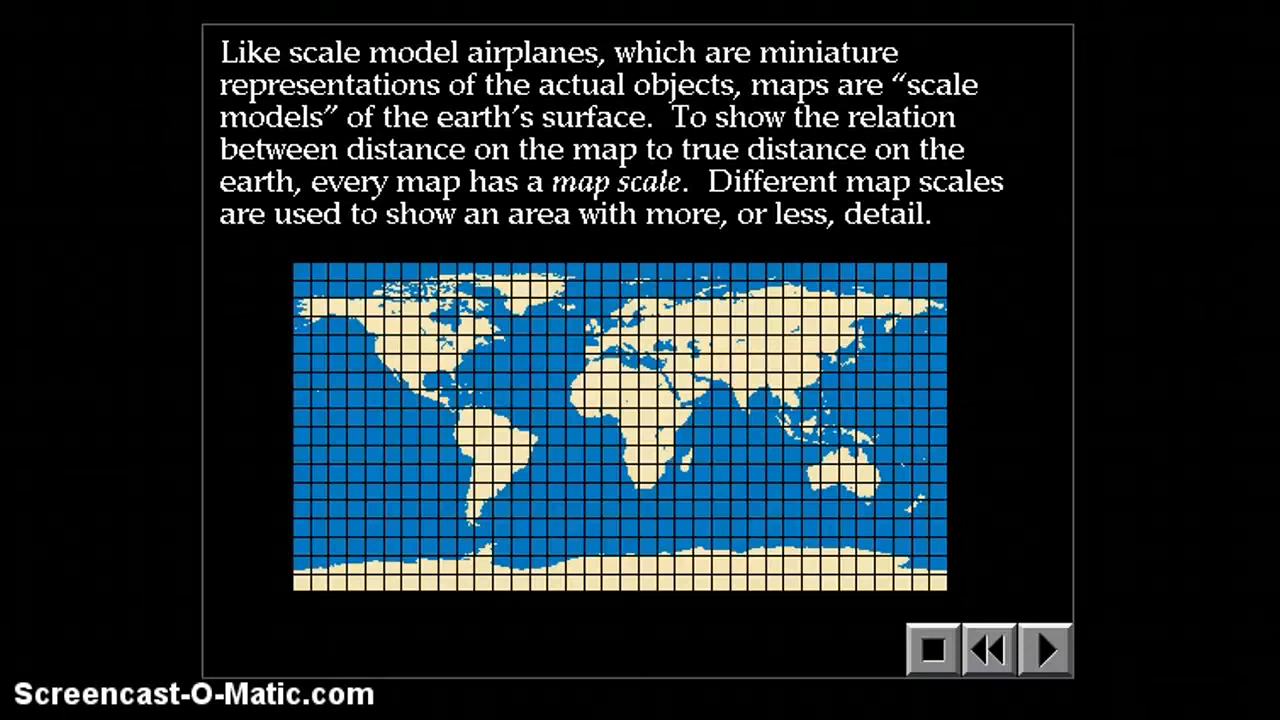 Like scale model airplanes, which are miniature
representations of the actual objects, maps are “scale
models” of the earth’s surface.  To show the relation
between distance on the map to true distance on the
earth, every map has a map scale.  Different map scales
are used to show an area with more, or less, detail.
Screencast-O-Matic.com